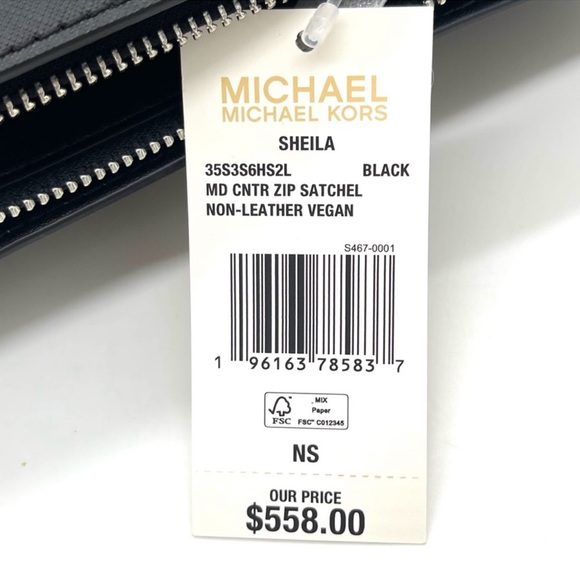 MICHAEL
MICHAEL KORS
SHEILA
35S3S6HS2L BLACK
MD CNTR ZIP SATCHEL
NON-LEATHER VEGAN
S467-0001
1 96163 78583 7
FSC
MIX
Paper
FSC™ C012345
NS
OUR PRICE
$558.00